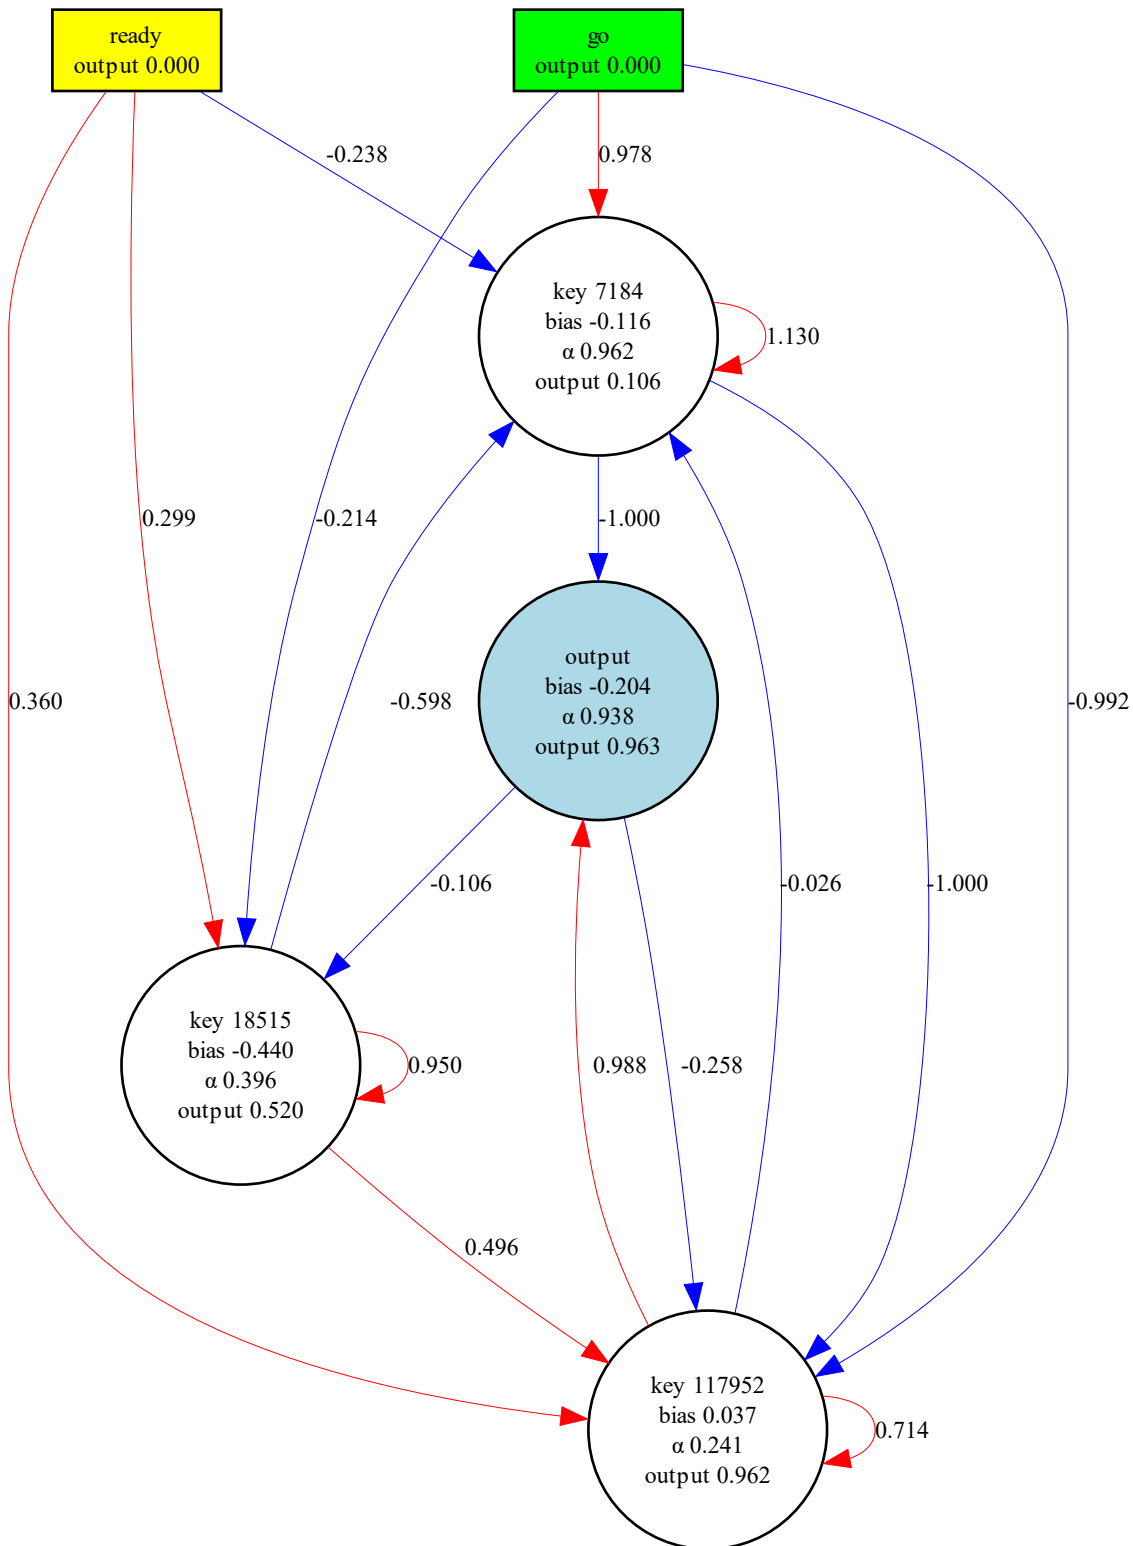 ready
output 0.000
go
output 0.000
-0.238
0.978
key 7184
bias -0.116
α 0.962
output 0.106
1.130
0.299
-0.214
-1.000
output
bias -0.204
α 0.938
output 0.963
0.360
-0.598
-0.992
-0.106
-0.026
-1.000
key 18515
bias -0.440
α 0.396
output 0.520
0.950
0.988
-0.258
0.496
key 117952
bias 0.037
α 0.241
output 0.962
0.714